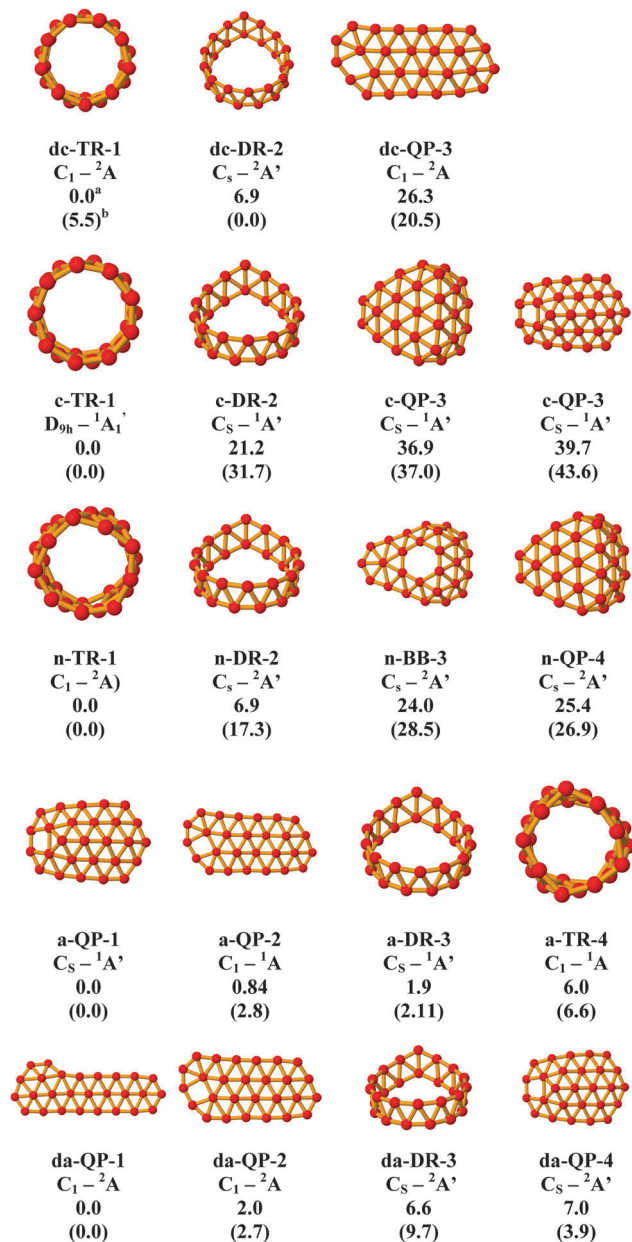 dc-TR-1 dc-DR-2 dc-QP-3
C₁ – ²A Cₛ – ²A’ C₁ – ²A
0.0ᵃ 6.9 26.3
(5.5)ᵇ (0.0) (20.5)
c-TR-1 c-DR-2 c-QP-3 c-QP-3
D₉ₕ – ¹A₁’ C_S – ¹A’ C_S – ¹A’ C_S – ¹A’
0.0 21.2 36.9 39.7
(0.0) (31.7) (37.0) (43.6)
n-TR-1 n-DR-2 n-BB-3 n-QP-4
C₁ – ²A) Cₛ – ²A’ Cₛ – ²A’ Cₛ – ²A’
0.0 6.9 24.0 25.4
(0.0) (17.3) (28.5) (26.9)
a-QP-1 a-QP-2 a-DR-3 a-TR-4
C_S – ¹A’ C₁ – ¹A C_S – ¹A’ C₁ – ¹A
0.0 0.84 1.9 6.0
(0.0) (2.8) (2.11) (6.6)
da-QP-1 da-QP-2 da-DR-3 da-QP-4
C₁ – ²A C₁ – ²A C_S – ²A’ C_S – ²A’
0.0 2.0 6.6 7.0
(0.0) (2.7) (9.7) (3.9)